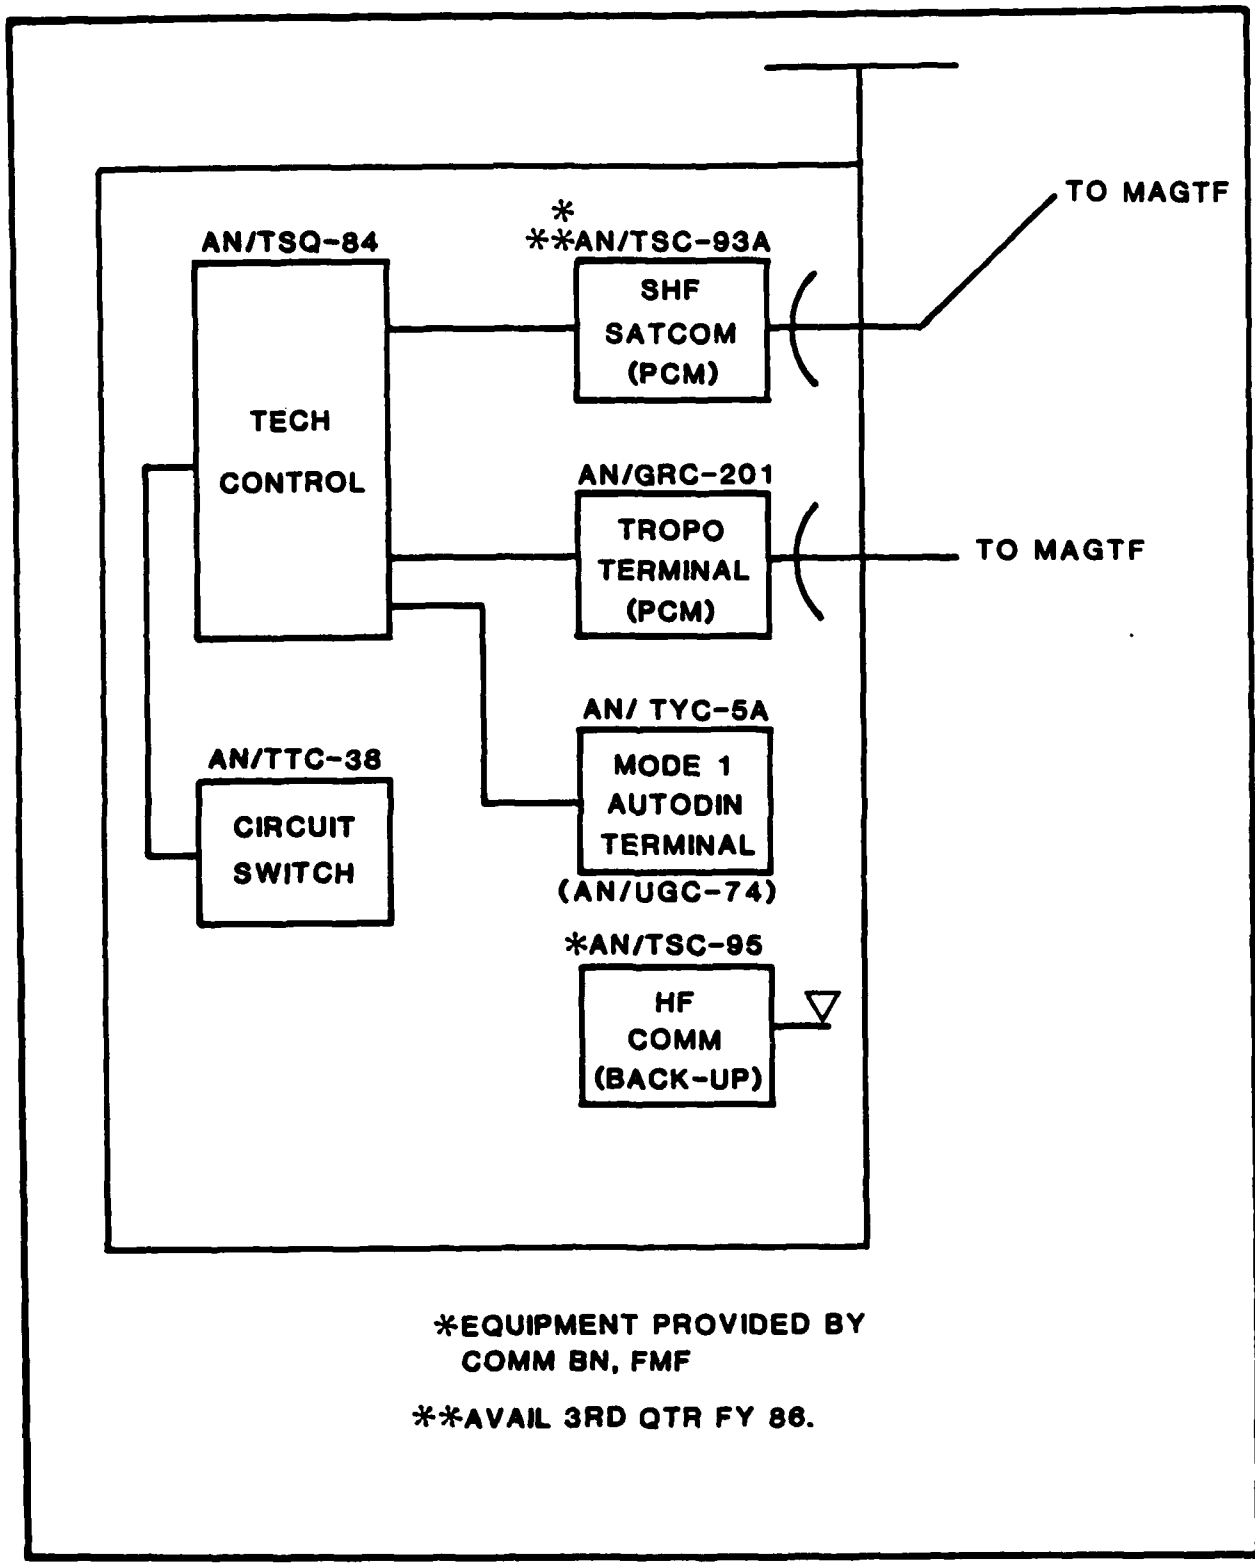 TO MAGTF
*
AN/TSQ-84
**AN/TSC-93A
SHF
SATCOM
(PCM)
TECH
CONTROL
AN/GRC-201
TROPO
TERMINAL
(PCM)
TO MAGTF
AN/ TYC-5A
MODE 1
AUTODIN
TERMINAL
(AN/UGC-74)
AN/TTC-38
CIRCUIT
SWITCH
*AN/TSC-95
HF
COMM
(BACK-UP)
*EQUIPMENT PROVIDED BY
COMM BN, FMF
**AVAIL 3RD QTR FY 86.